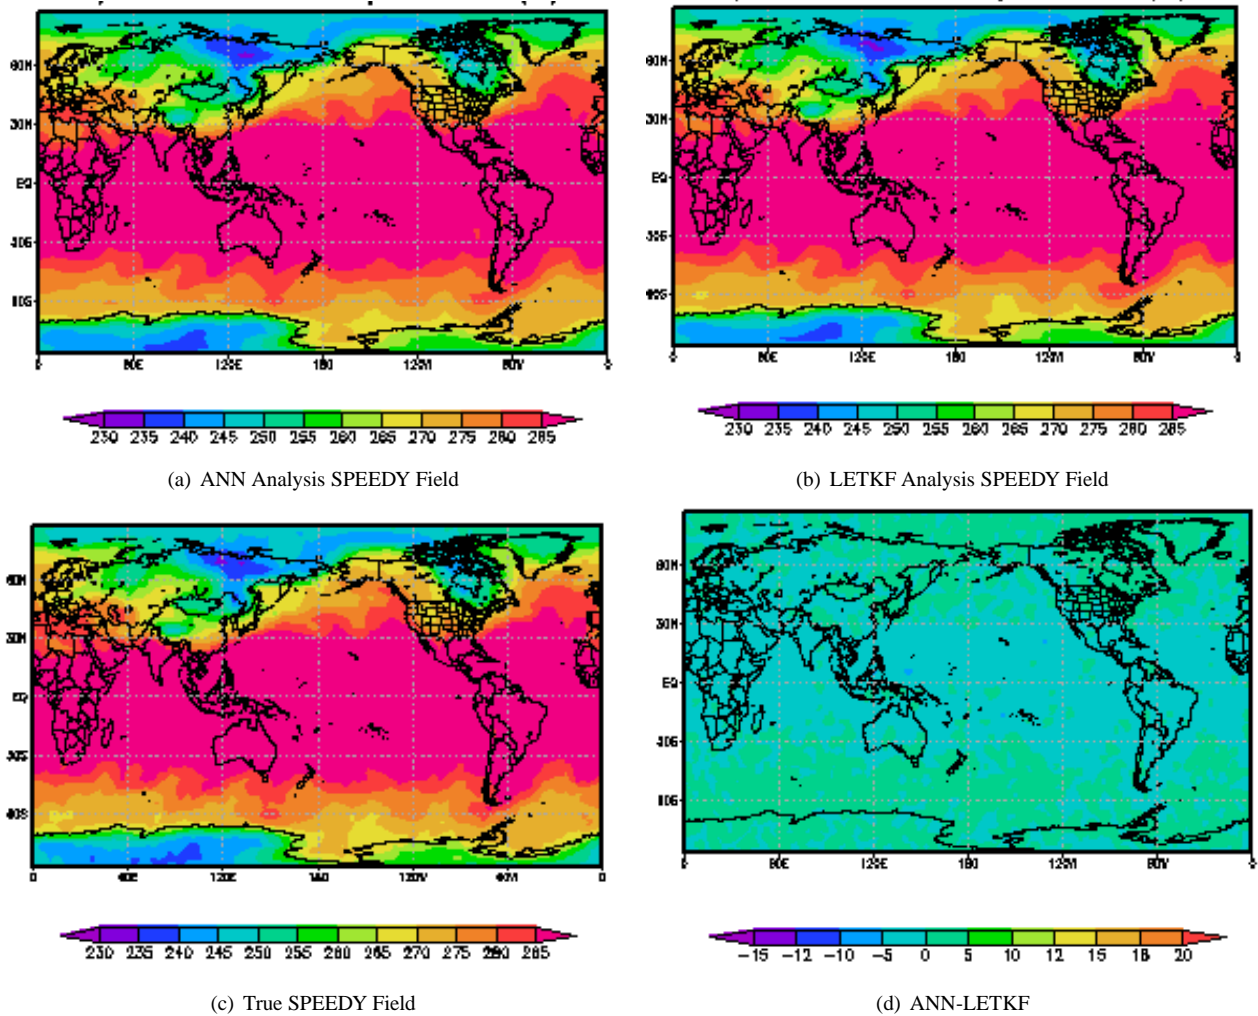 60N 60N
30N 30N
EQ EQ
30S 30S
60S 60S
0 60E 120E 180 120W 60W 0 0 60E 120E 180 120W 60W 0
230 235 240 245 250 255 260 265 270 275 280 285 230 235 240 245 250 255 260 265 270 275 280 285
(a) ANN Analysis SPEEDY Field (b) LETKF Analysis SPEEDY Field
60N 60N
30N 30N
EQ EQ
30S 30S
60S 60S
0 60E 120E 180 120W 60W 0 0 60E 120E 180 120W 60W 0
230 235 240 245 250 255 260 265 270 275 280 285 -15 -12 -10 -5 0 5 10 12 15 18 20
(c) True SPEEDY Field (d) ANN-LETKF